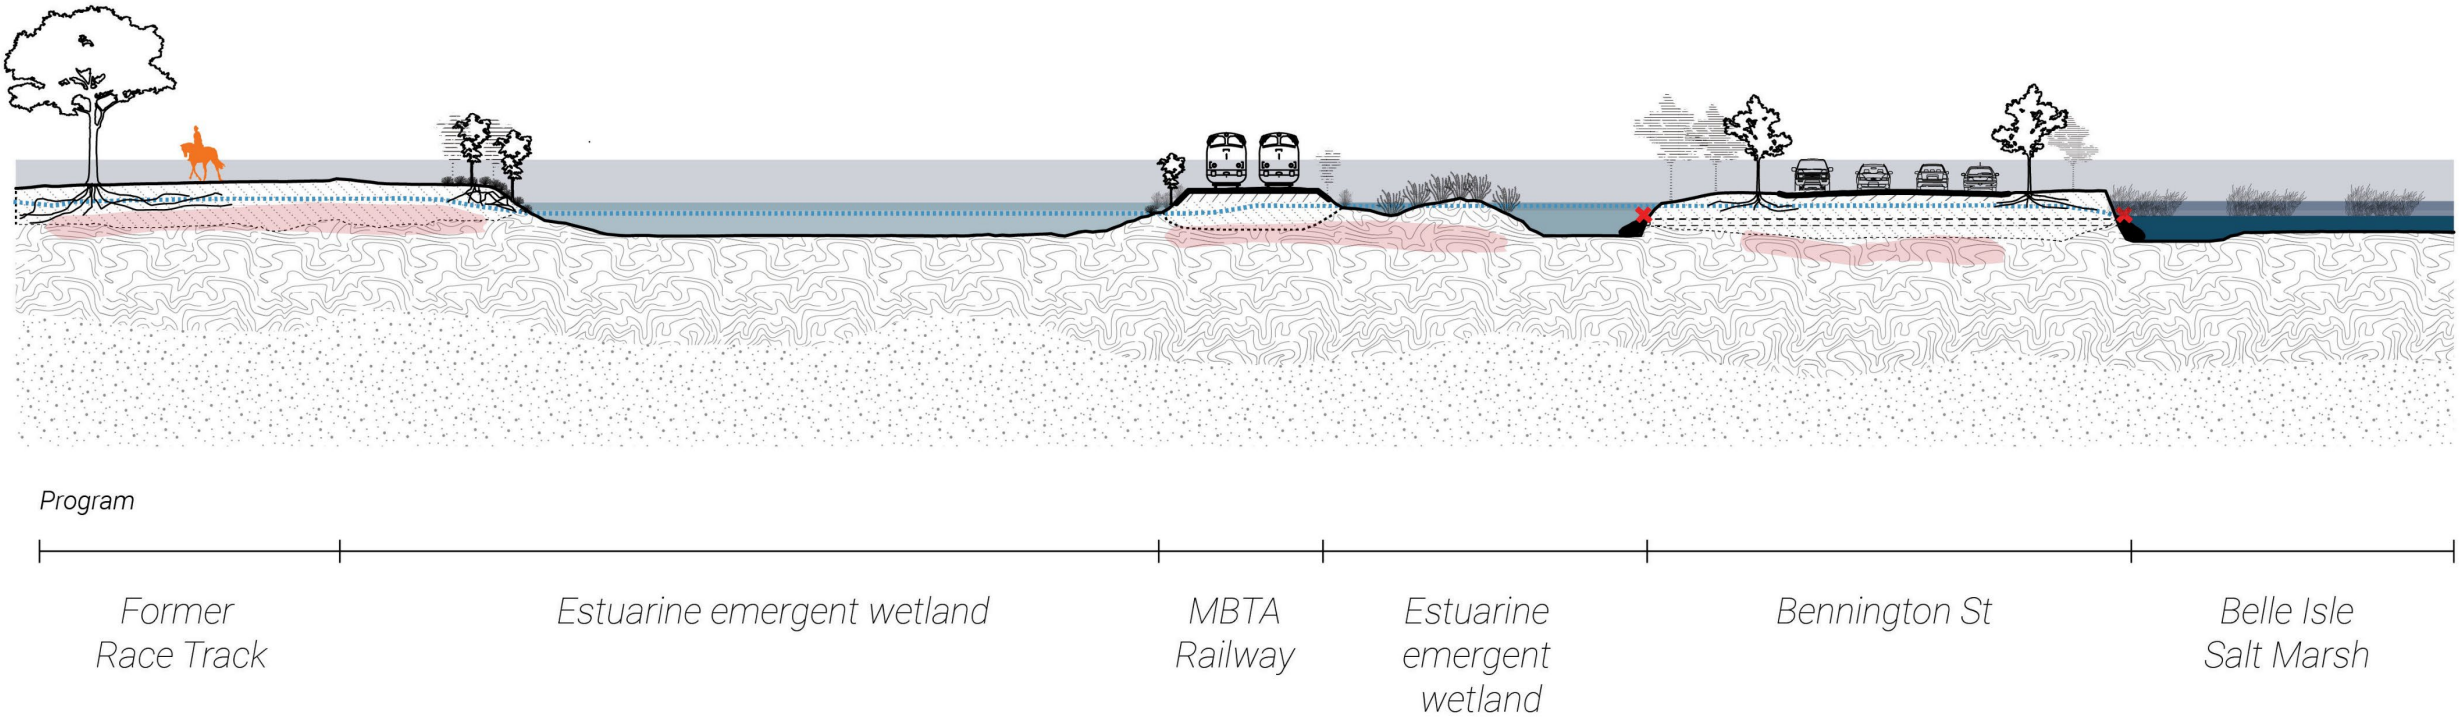 Program
Former
Race Track
Estuarine emergent wetland
MBTA
Railway
Estuarine
emergent
wetland
Bennington St
Belle Isle
Salt Marsh